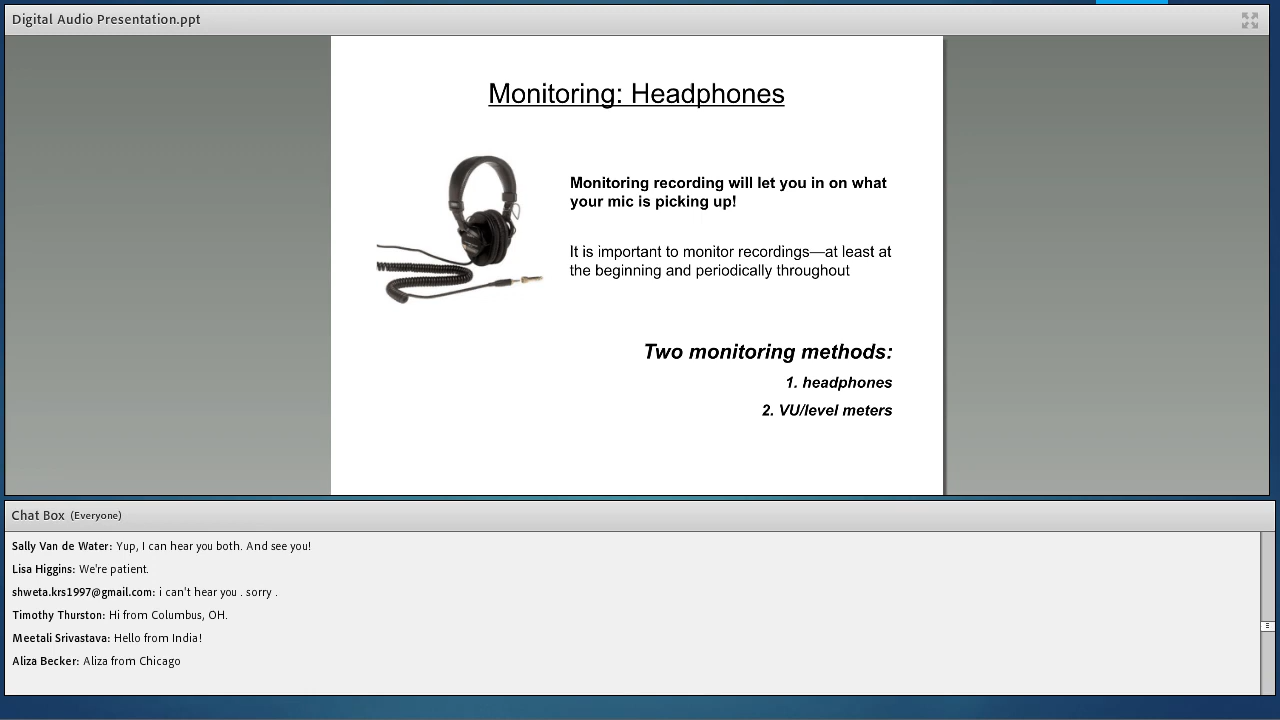 Digital Audio Presentation.ppt
Monitoring: Headphones
Monitoring recording will let you in on what
your mic is picking up!
It is important to monitor recordings—at least at
the beginning and periodically throughout
Two monitoring methods:
1. headphones
2. VU/level meters
Chat Box (Everyone)
Sally Van de Water: Yup, I can hear you both. And see you!
Lisa Higgins: We're patient.
shweta.krs1997@gmail.com: i can't hear you . sorry .
Timothy Thurston: Hi from Columbus, OH.
Meetali Srivastava: Hello from India!
Aliza Becker: Aliza from Chicago